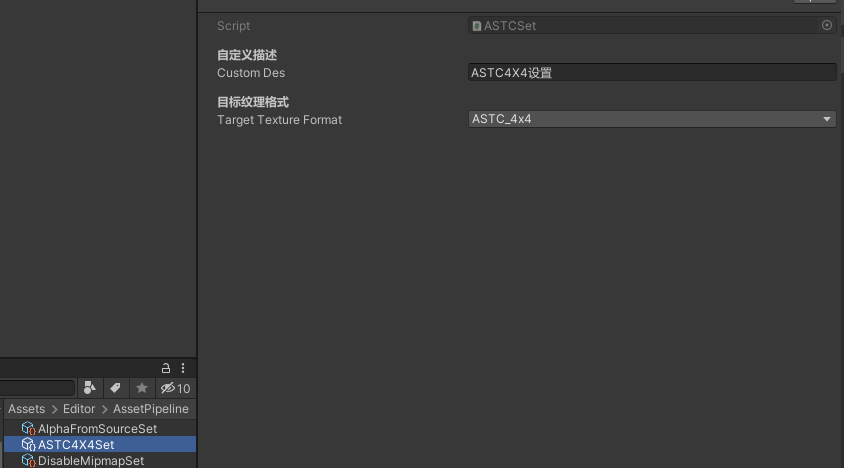 Script
ASTCSet
自定义描述
Custom Des
ASTC4X4设置
目标纹理格式
Target Texture Format
ASTC_4x4
10
Assets > Editor > AssetPipeline
AlphaFromSourceSet
ASTC4X4Set
DisableMipmapSet